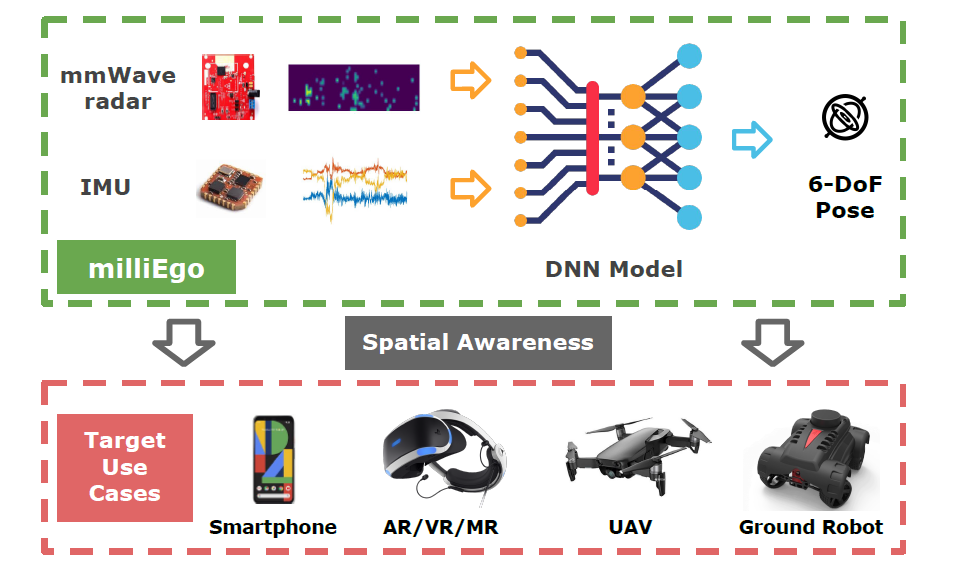 mmWave
radar
IMU
6-DoF
Pose
milliEgo
DNN Model
Spatial Awareness
Target
Use
Cases
Smartphone
AR/VR/MR
UAV
Ground Robot